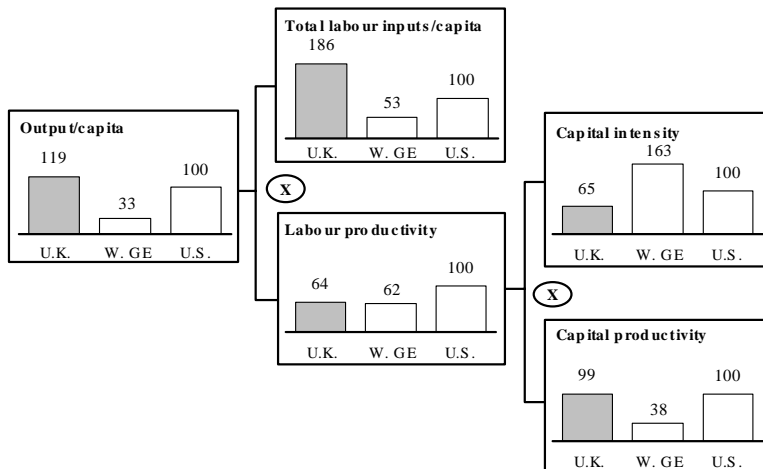 Total labour inputs/capita
186
53
100
U.K. W. GE U.S.
Output/capita
119
33
100
U.K. W. GE U.S.
X
Labour productivity
64
62
100
U.K. W. GE U.S.
Capital intensity
65
163
100
U.K. W. GE U.S.
X
Capital productivity
99
38
100
U.K. W. GE U.S.